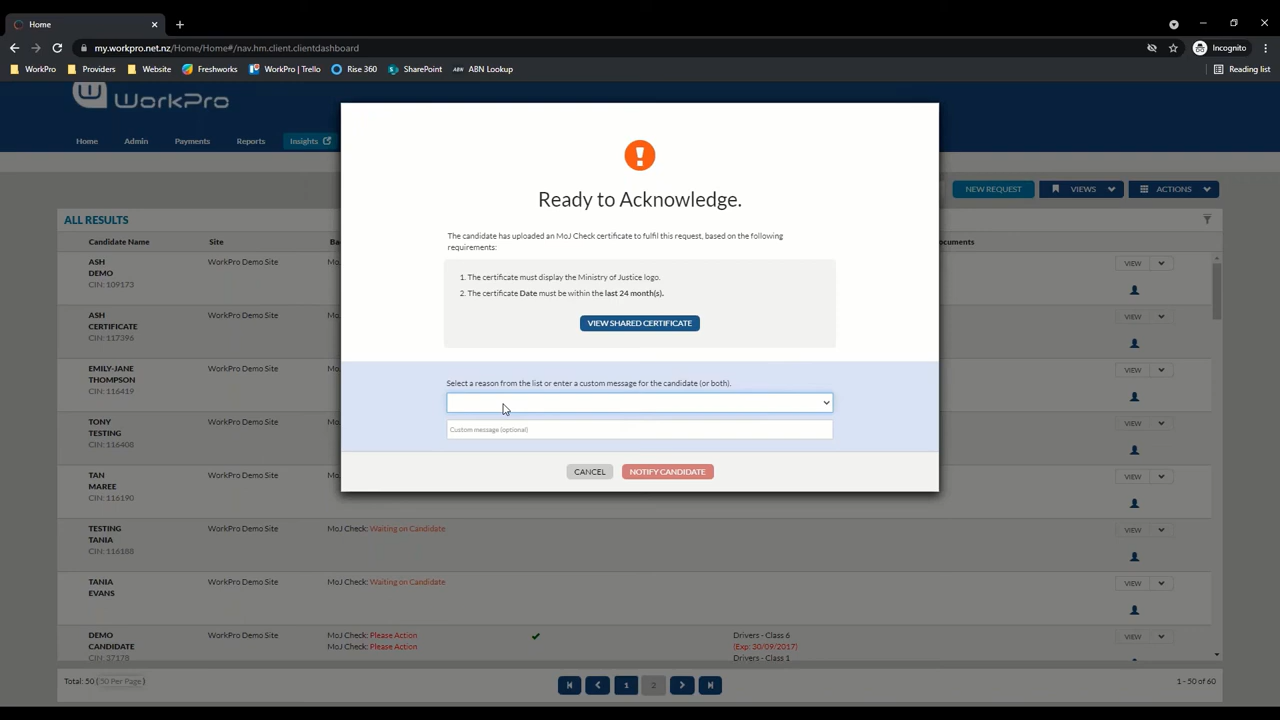 Home
my.workpro.net.nz/Home/Home#/nav.hm.client.clientdashboard
Incognito
WorkPro
Providers
Website
Freshworks
WorkPro | Trello
Rise 360
SharePoint
ABN Lookup
Reading list
WorkPro
Home
Admin
Payments
Reports
Insights
NEW REQUEST
VIEWS
ACTIONS
Ready to Acknowledge.
The candidate has uploaded an MoJ Check certificate to fulfil this request, based on the following
requirements:
1. The certificate must display the Ministry of Justice logo.
2. The certificate Date must be within the last 24 month(s).
VIEW SHARED CERTIFICATE
Select a reason from the list or enter a custom message for the candidate (or both).
Custom message (optional)
CANCEL
NOTIFY CANDIDATE
ALL RESULTS
Candidate Name
Site
ASH
DEMO
CIN: 109173
WorkPro Demo Site
VIEW
ASH
CERTIFICATE
CIN: 117396
WorkPro Demo Site
VIEW
EMILY-JANE
THOMPSON
CIN: 116419
WorkPro Demo Site
VIEW
TONY
TESTING
CIN: 116408
WorkPro Demo Site
VIEW
TAN
MAREE
CIN: 116190
WorkPro Demo Site
VIEW
TESTING
TANIA
CIN: 116188
WorkPro Demo Site
MoJ Check: Waiting on Candidate
VIEW
TANIA
EVANS
WorkPro Demo Site
MoJ Check: Waiting on Candidate
VIEW
DEMO
CANDIDATE
CIN: 37178
WorkPro Demo Site
MoJ Check: Please Action
MoJ Check: Please Action
Drivers - Class 6
(Exp: 30/09/2017)
Drivers - Class 1
VIEW
Total: 50 ( 50 Per Page )
1
2
1 - 50 of 60